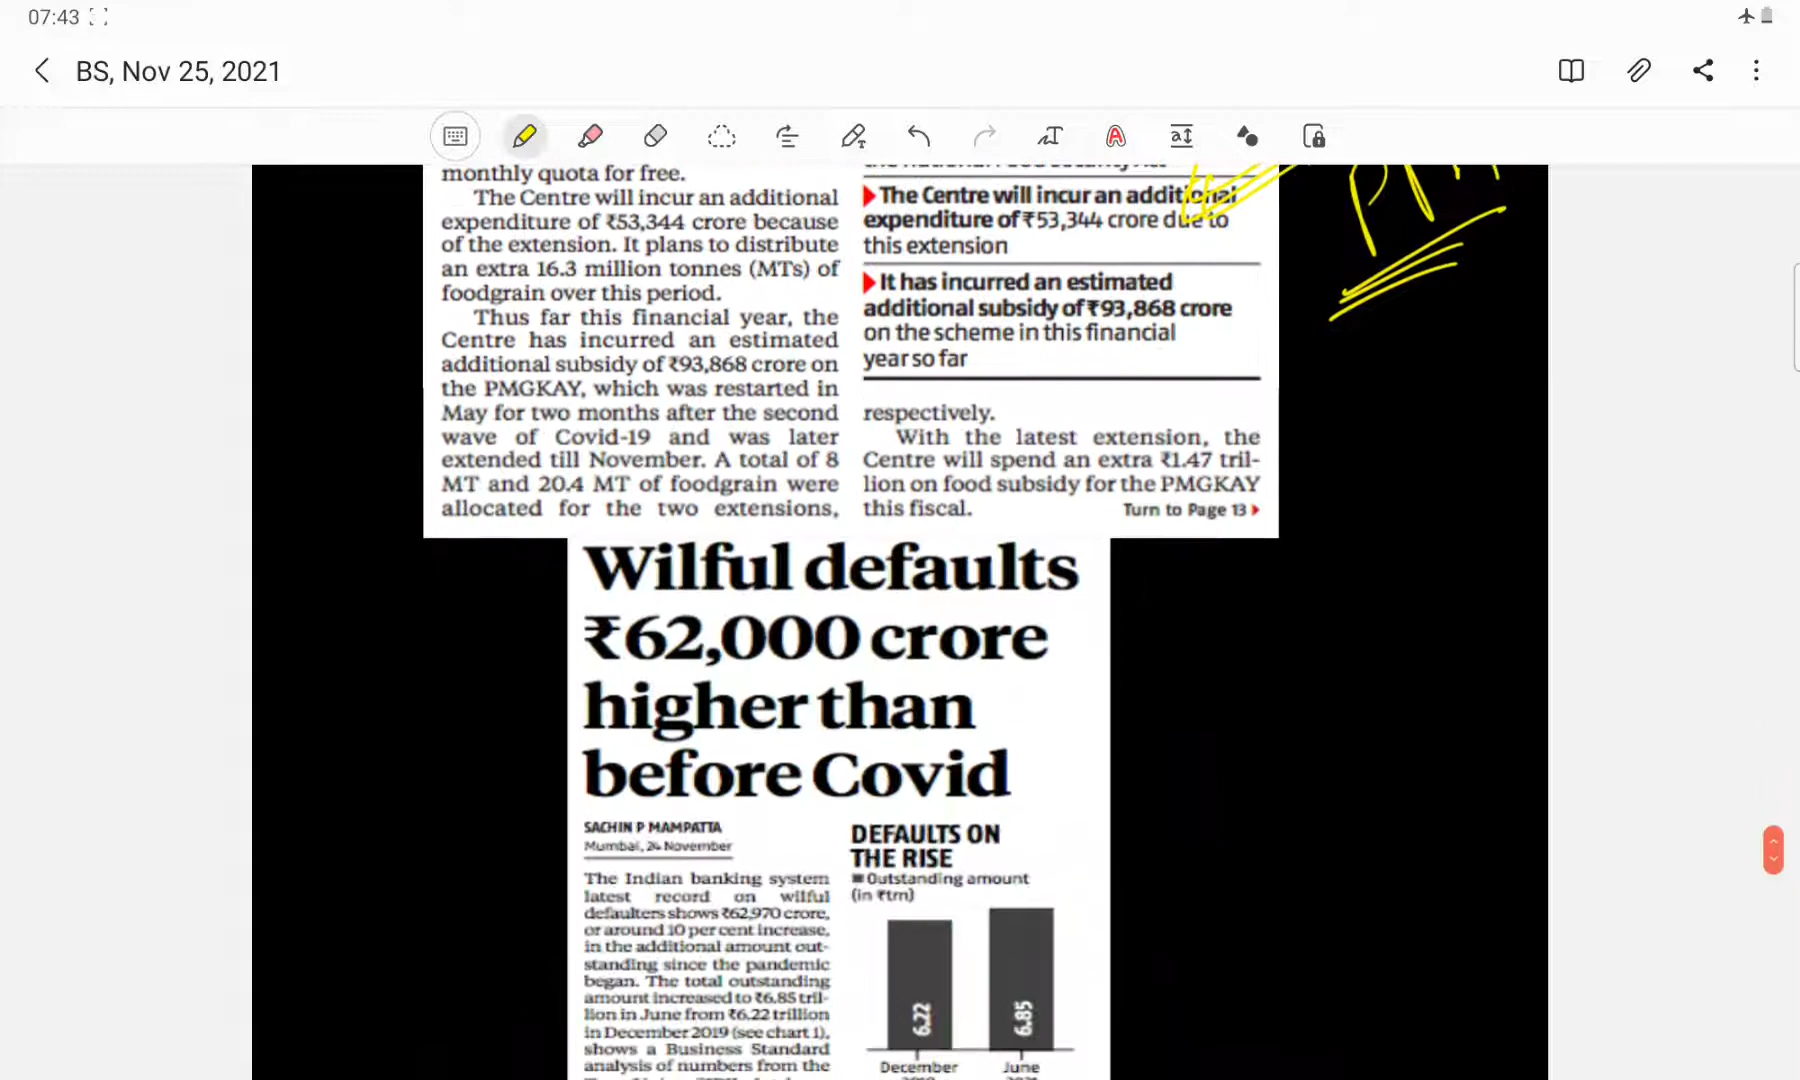 07:43
BS, Nov 25, 2021
monthly quota for free.
The Centre will incur an additional
expenditure of ₹53,344 crore because
of the extension. It plans to distribute
an extra 16.3 million tonnes (MTs) of
foodgrain over this period.
Thus far this financial year, the
Centre has incurred an estimated
additional subsidy of ₹93,868 crore on
the PMGKAY, which was restarted in
May for two months after the second
wave of Covid-19 and was later
extended till November. A total of 8
MT and 20.4 MT of foodgrain were
allocated for the two extensions,
The Centre will incur an additional
expenditure of ₹53,344 crore due to
this extension
It has incurred an estimated
additional subsidy of ₹93,868 crore
on the scheme in this financial
year so far
respectively.
With the latest extension, the
Centre will spend an extra ₹1.47 tril-
lion on food subsidy for the PMGKAY
this fiscal.
Turn to Page 13
Wilful defaults
₹62,000 crore
higher than
before Covid
SACHIN P MAMPATTA
Mumbai, 24 November
The Indian banking system
latest record on wilful
defaulters shows ₹62,970 crore,
or around 10 per cent increase,
in the additional amount out-
standing since the pandemic
began. The total outstanding
amount increased to ₹6.85 tril-
lion in June from ₹6.22 trillion
in December 2019 (see chart 1),
shows a Business Standard
analysis of numbers from the
DEFAULTS ON
THE RISE
Outstanding amount
(in ₹trn)
6.22
6.85
December
June